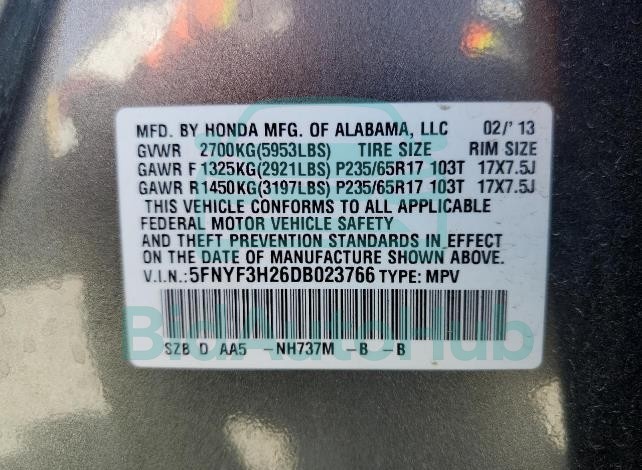 MFD. BY HONDA MFG. OF ALABAMA, LLC 02/'13
GVWR 2700KG(5953LBS) TIRE SIZE RIM SIZE
GAWR F 1325KG(2921LBS) P235/65R17 103T 17X7.5J
GAWR R1450KG(3197LBS) P235/65R17 103T 17X7.5J
THIS VEHICLE CONFORMS TO ALL APPLICABLE
FEDERAL MOTOR VEHICLE SAFETY
AND THEFT PREVENTION STANDARDS IN EFFECT
ON THE DATE OF MANUFACTURE SHOWN ABOVE.
V.I.N.:5FNYF3H26DB023766 TYPE: MPV
BidAutoHub
SZB D AA5 -NH737M -B -B